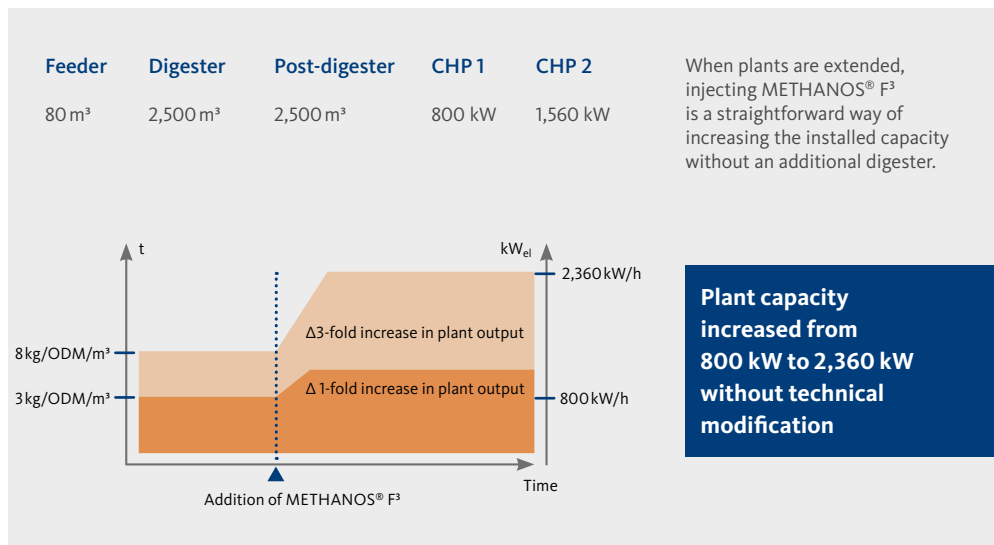 Feeder Digester Post-digester CHP 1 CHP 2
80 m³ 2,500 m³ 2,500 m³ 800 kW 1,560 kW
When plants are extended,
injecting METHANOS® F³
is a straightforward way of
increasing the installed capacity
without an additional digester.
t
kWel
2,360 kW/h
Δ3-fold increase in plant output
8 kg/ODM/m³
Δ 1-fold increase in plant output
3 kg/ODM/m³
800 kW/h
Time
Addition of METHANOS® F³
Plant capacity
increased from
800 kW to 2,360 kW
without technical
modification